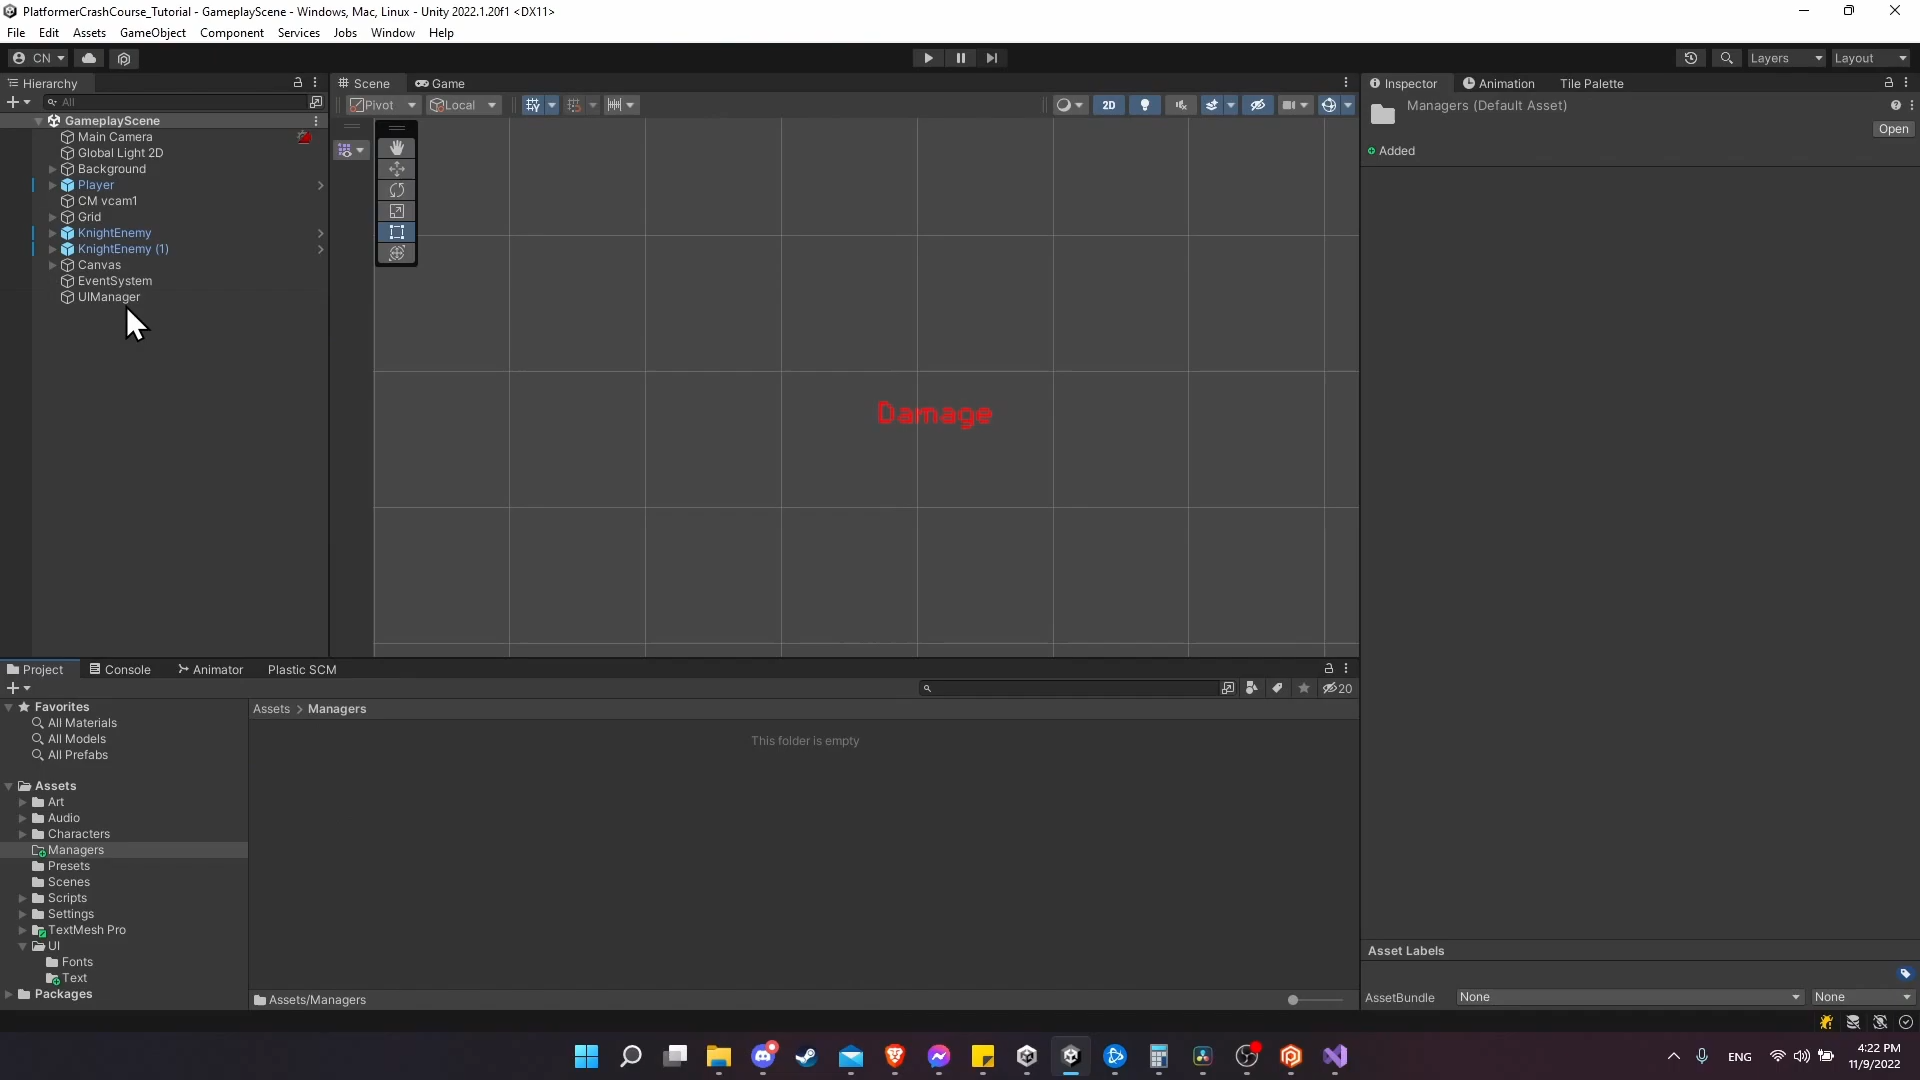 PlatformerCrashCourse_Tutorial - GameplayScene - Windows, Mac, Linux - Unity 2022.1.20f1 <DX11>
File Edit Assets GameObject Component Services Jobs Window Help
CN Layers Layout
Hierarchy Scene Game Inspector Animation Tile Palette
All Pivot Local 2D Managers (Default Asset)
GameplayScene
Open
Main Camera
Global Light 2D
Added
Background
Player
CM vcam1
Grid
KnightEnemy
KnightEnemy (1)
Canvas
EventSystem
UIManager
Damage
Project Console Animator Plastic SCM
20
Favorites
Assets > Managers
All Materials
All Models
This folder is empty
All Prefabs
Assets
Art
Audio
Characters
Managers
Presets
Scenes
Scripts
Settings
TextMesh Pro
UI
Fonts
Text
Packages
Assets/Managers
Asset Labels
AssetBundle None None
ENG
4:22 PM
11/9/2022